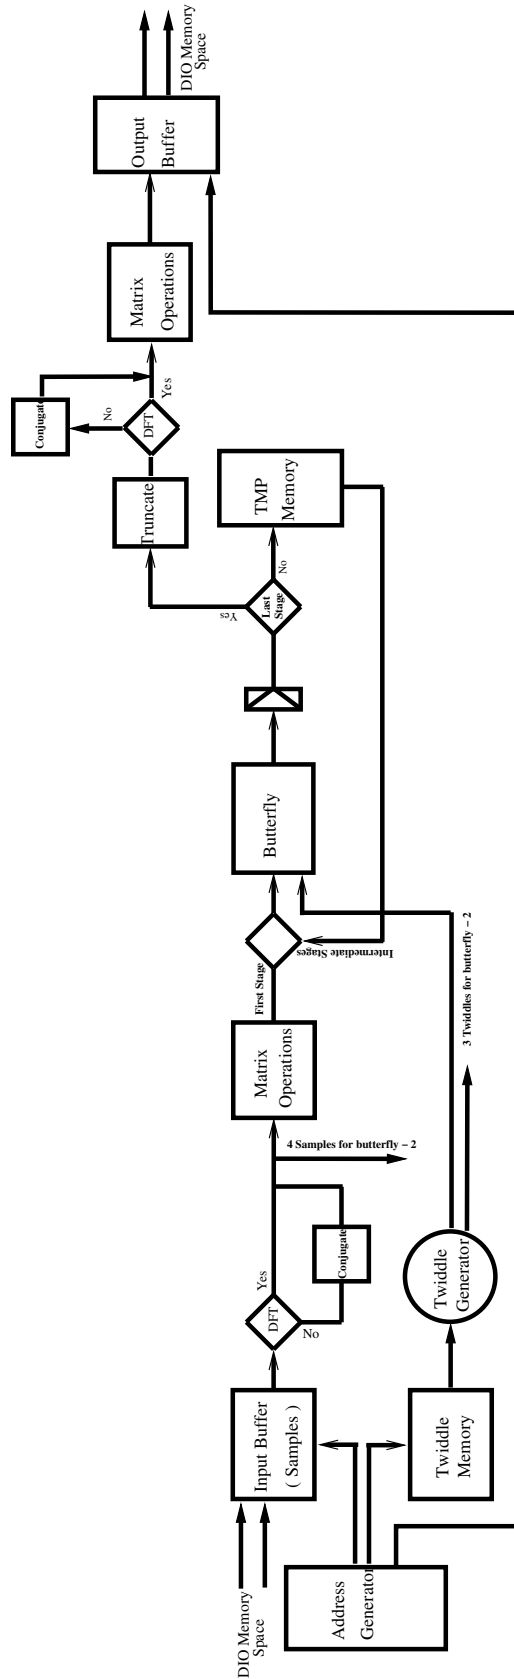 DIO Memory
Space
Output
Buffer
Matrix
Operations
Conjugate
No
DFT
Yes
Truncate
TMP
Memory
No
Last
Stage
Yes
Butterfly
Intermediate Stages
First Stage
Matrix
Operations
3 Twiddles for butterfly – 2
4 Samples for butterfly – 2
Conjugate
Yes
DFT
No
Twiddle
Generator
Input Buffer
( Samples )
Twiddle
Memory
DIO Memory
Space
Address
Generator